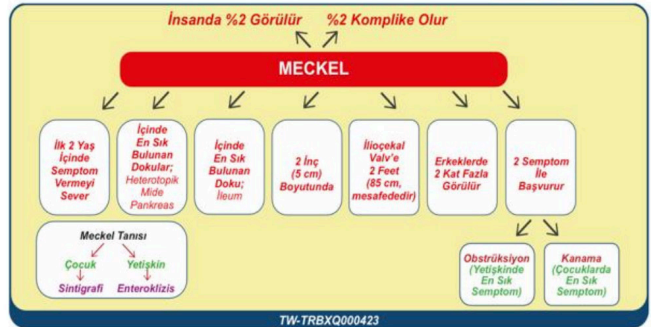 İnsanda %2 Görülür
%2 Komplike Olur
MECKEL
İlk 2 Yaş
İçinde
Semptom
Vermeyi
Sever
İçinde
En Sık
Bulunan
Dokular;
Heterotopik
Mide
Pankreas
İçinde
En Sık
Bulunan
Doku;
İleum
2 İnç
(5 cm)
Boyutunda
İlioçekal
Valv'e
2 Feet
(85 cm,
mesafededir)
Erkeklerde
2 Kat Fazla
Görülür
2 Semptom
İle
Başvurur
Meckel Tanısı
Çocuk
Yetişkin
Sintigrafi
Enteroklizis
Obstrüksiyon
(Yetişkinde
En Sık
Semptom)
Kanama
(Çocuklarda
En Sık
Semptom)
TW-TRBXQ000423